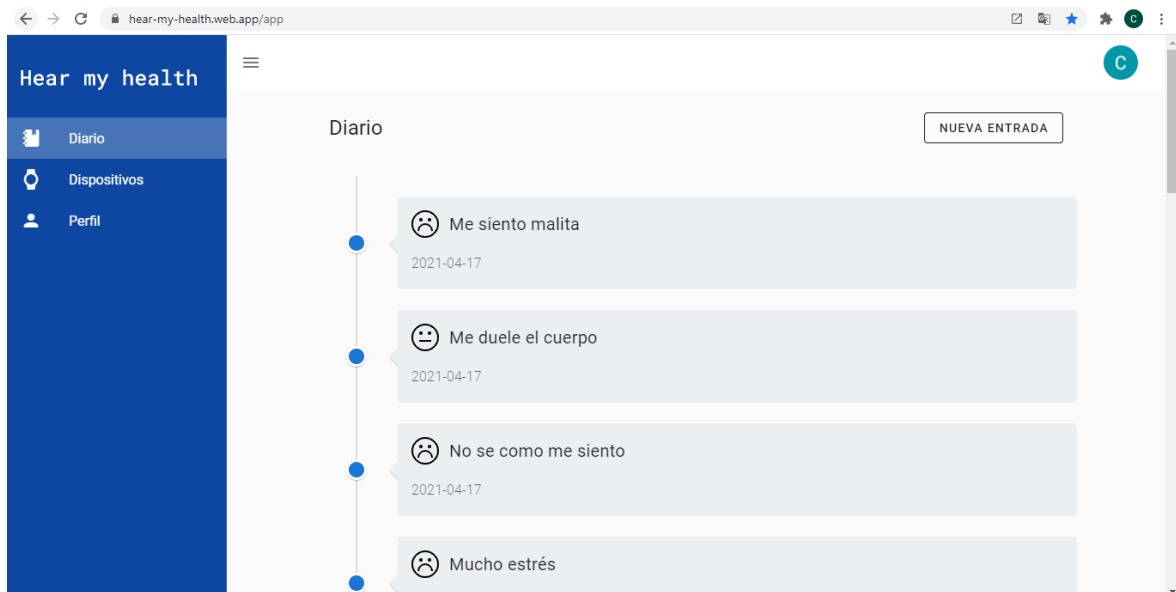 hear-my-health.web.app/app
C
Hear my health
C
Diario
Dispositivos
Perfil
Diario
NUEVA ENTRADA
Me siento malita
2021-04-17
Me duele el cuerpo
2021-04-17
No se como me siento
2021-04-17
Mucho estrés